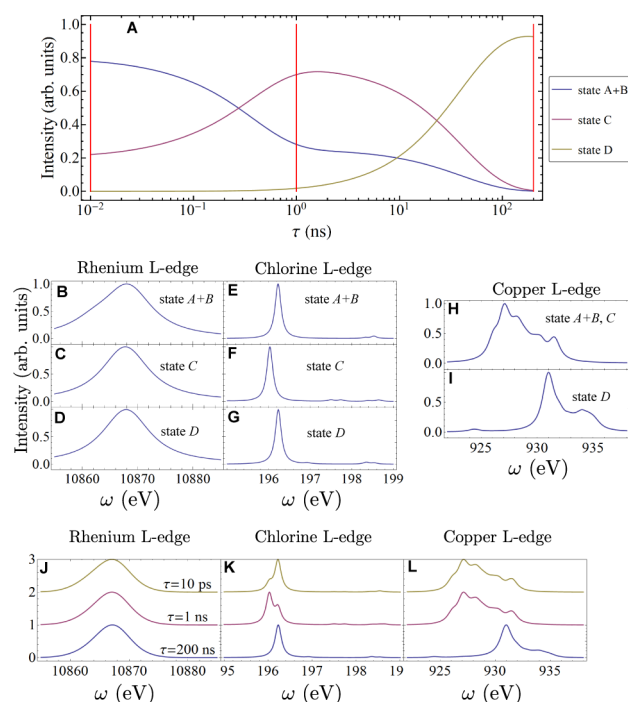 A
Intensity (arb. units)
1.0
0.8
0.6
0.4
0.2
0.0
10⁻² 10⁻¹ 10⁰ 10¹ 10²
τ (ns)
state A+B
state C
state D
Rhenium L-edge
Chlorine L-edge
Copper L-edge
Intensity (arb. units)
B
1.0
0.5
state A+B
E
state A+B
C
0.0
0.5
state C
F
state C
D
0.0
0.5
state D
0.0
G
state D
10860 10870 10880
196 197 198 199
ω (eV)
ω (eV)
H
1.0
0.5
0.0
state A+B, C
I
0.5
0.0
state D
925 931 935
ω (eV)
Rhenium L-edge
Chlorine L-edge
Copper L-edge
J
K
L
3
2
1
0
τ=10 ps
τ=1 ns
τ=200 ns
10860 10870 10880
95 196 197 198 19
925 930 935
ω (eV)
ω (eV)
ω (eV)